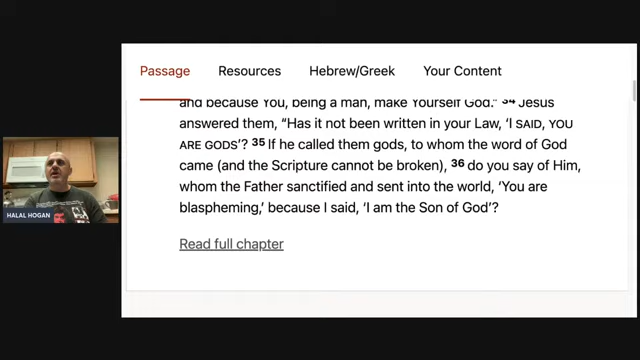 Passage Resources Hebrew/Greek Your Content
and because You, being a man, make Yourself God." 34 Jesus
answered them, "Has it not been written in your Law, 'I SAID, YOU
ARE GODS'? 35 If he called them gods, to whom the word of God
came (and the Scripture cannot be broken), 36 do you say of Him,
whom the Father sanctified and sent into the world, 'You are
blaspheming,' because I said, 'I am the Son of God'?
Read full chapter
HALAL HOGAN